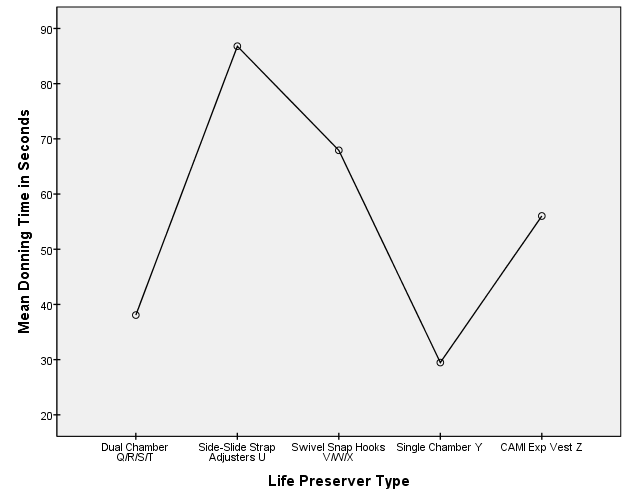 90
80
70
60
50
40
30
20
Mean Donning Time in Seconds
Dual Chamber
Q/R/S/T
Side-Slide Strap
Adjusters U
Swivel Snap Hooks
V/W/X
Single Chamber Y
CAMI Exp Vest Z
Life Preserver Type